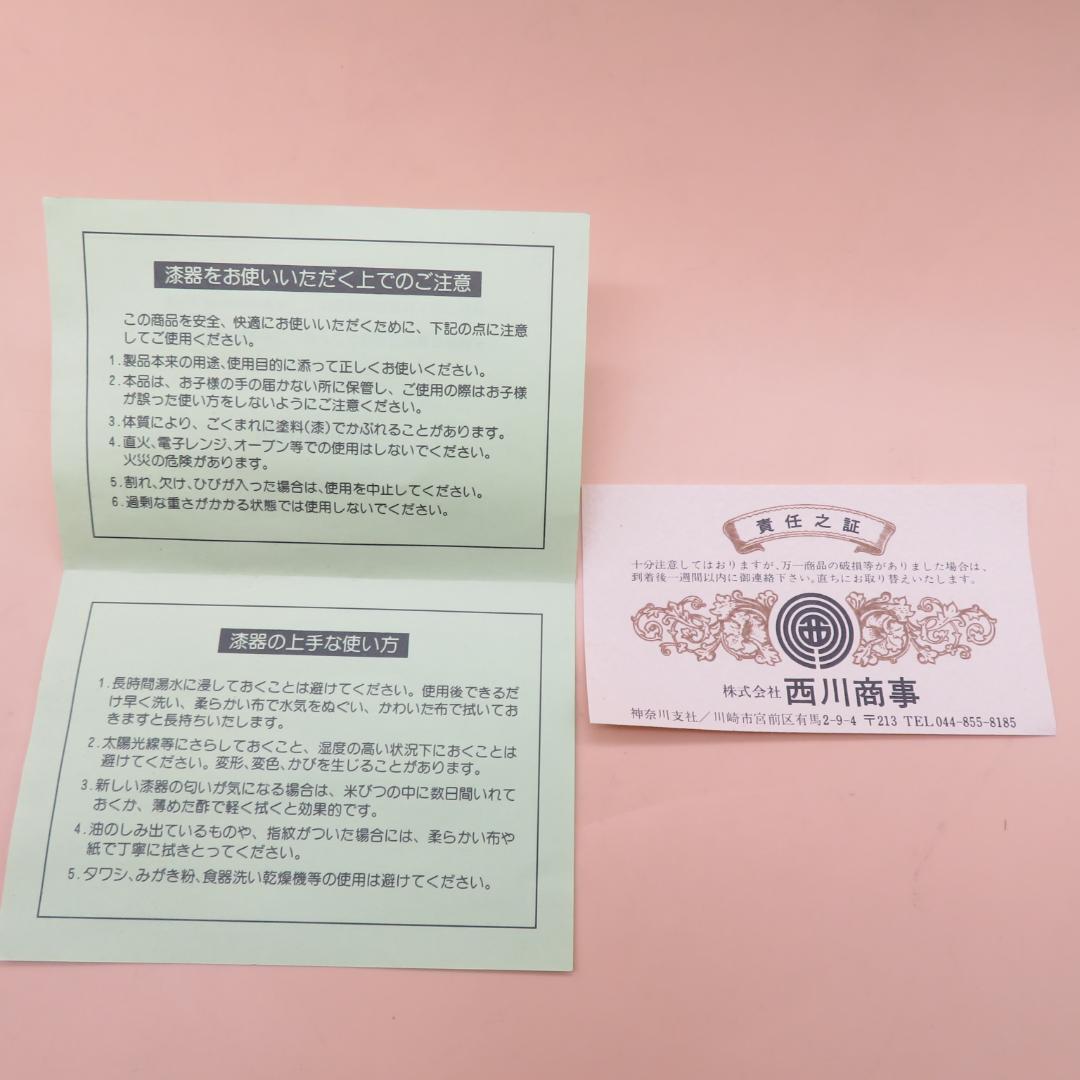 漆器をお使いいただく上でのご注意
この商品を安全、快適にお使いいただくために、下記の点に注意
してご使用ください。
1.製品本来の用途、使用目的に添って正しくお使いください。
2.本品は、お子様の手の届かない所に保管し、ご使用の際はお子様
が誤った使い方をしないようにご注意ください。
3.体質により、ごくまれに塗料(漆)でかぶれることがあります。
4.直火、電子レンジ、オーブン等での使用はしないでください。
火災の危険があります。
5.割れ、欠け、ひびが入った場合は、使用を中止してください。
6.過剰な重さがかかる状態では使用しないでください。
漆器の上手な使い方
1.長時間湯水に浸しておくことは避けてください。使用後できるだ
け早く洗い、柔らかい布で水気をぬぐい、かわいた布で拭いてお
きますと長持ちいたします。
2.太陽光線等にさらしておくこと、湿度の高い状況下におくことは
避けてください。変形、変色、かびを生じることがあります。
3.新しい漆器の匂いが気になる場合は、米びつの中に数日間いれて
おくか、薄めた酢で軽く拭くと効果的です。
4.油のしみ出ているものや、指紋がついた場合には、柔らかい布や
紙で丁寧に拭きとってください。
5.タワシ、みがき粉、食器洗い乾燥機等の使用は避けてください。
責任之証
十分注意してはおりますが、万一商品の破損等がありました場合は、
到着後一週間以内に御連絡下さい。直ちにお取り替えいたします。
株式会社 西川商事
神奈川支社/川崎市宮前区有馬2-9-4 〒213 TEL 044-855-8185